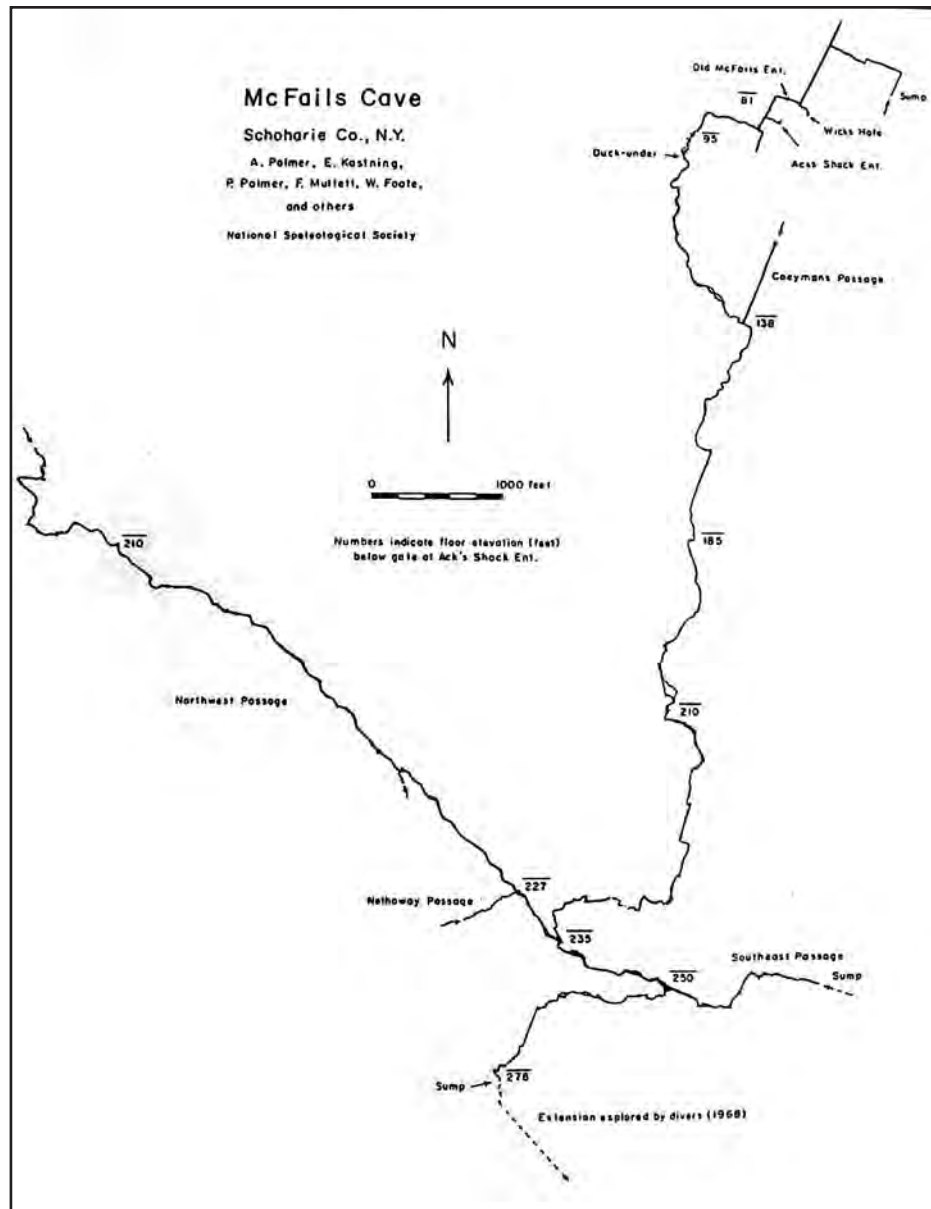 McFails Cave
Schoharie Co., N.Y.
A. Palmer, E. Kastning,
P. Palmer, F. Mullett, W. Foote,
and others
National Speleological Society
Old McFails Ent.
81
Sump
Wicks Hole
95
Acks Shack Ent.
Duck-under
Coeymans Passage
138
N
0 1000 feet
Numbers indicate floor elevation (feet)
below gate at Ack's Shack Ent.
210
185
Northwest Passage
210
227
Nethaway Passage
235
Southeast Passage
250
Sump
278
Sump
Extension explored by divers (1968)